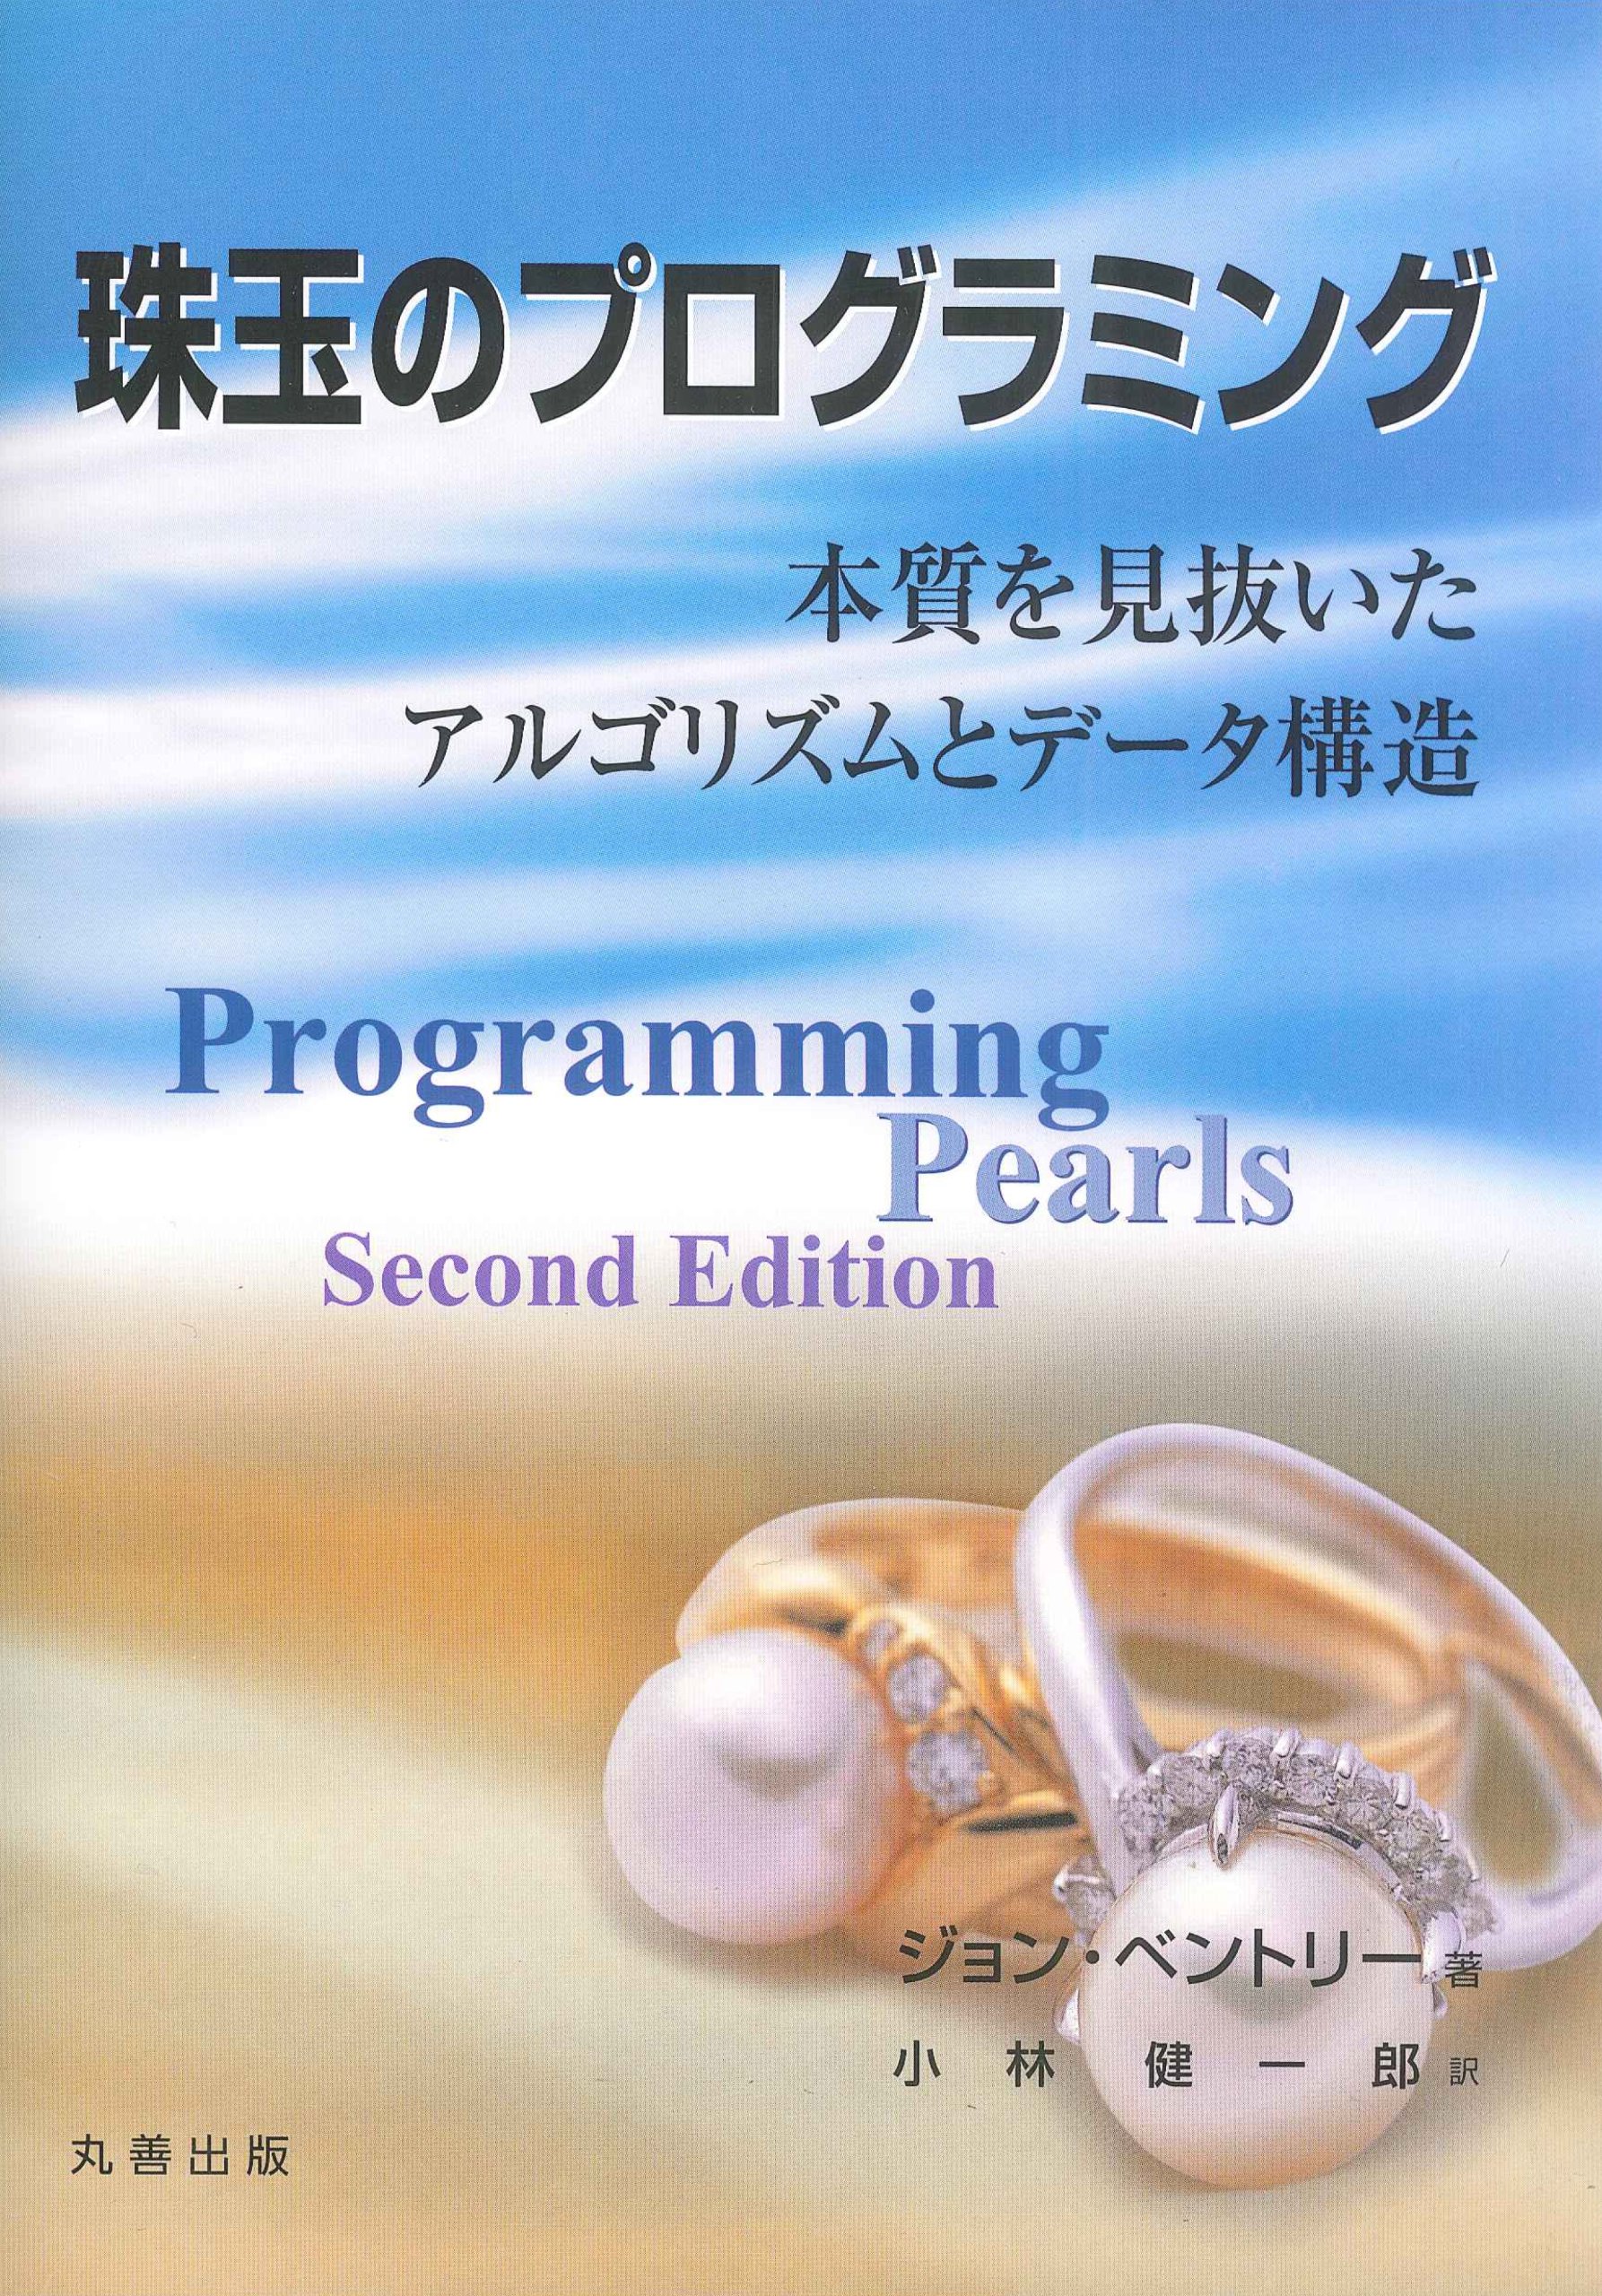 珠玉のプログラミング
本質を見抜いた
アルゴリズムとデータ構造
Programming
Pearls
Second Edition
ジョン・ベントリー 著
小林 健一郎 訳
丸善出版